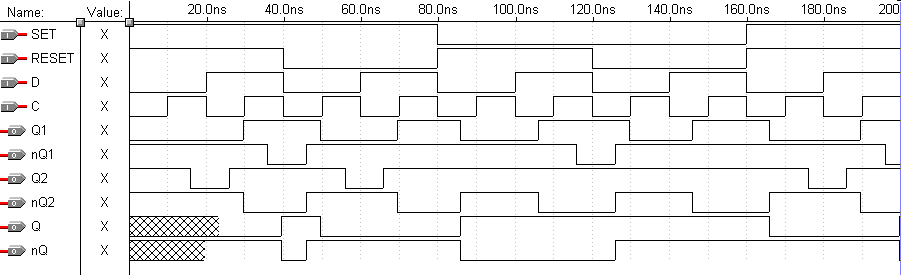 Name: Value: 20.0ns 40.0ns 60.0ns 80.0ns 100.0ns 120.0ns 140.0ns 160.0ns 180.0ns 200
I SET X
I RESET X
I D X
I C X
O Q1 X
O nQ1 X
O Q2 X
O nQ2 X
O Q X
O nQ X